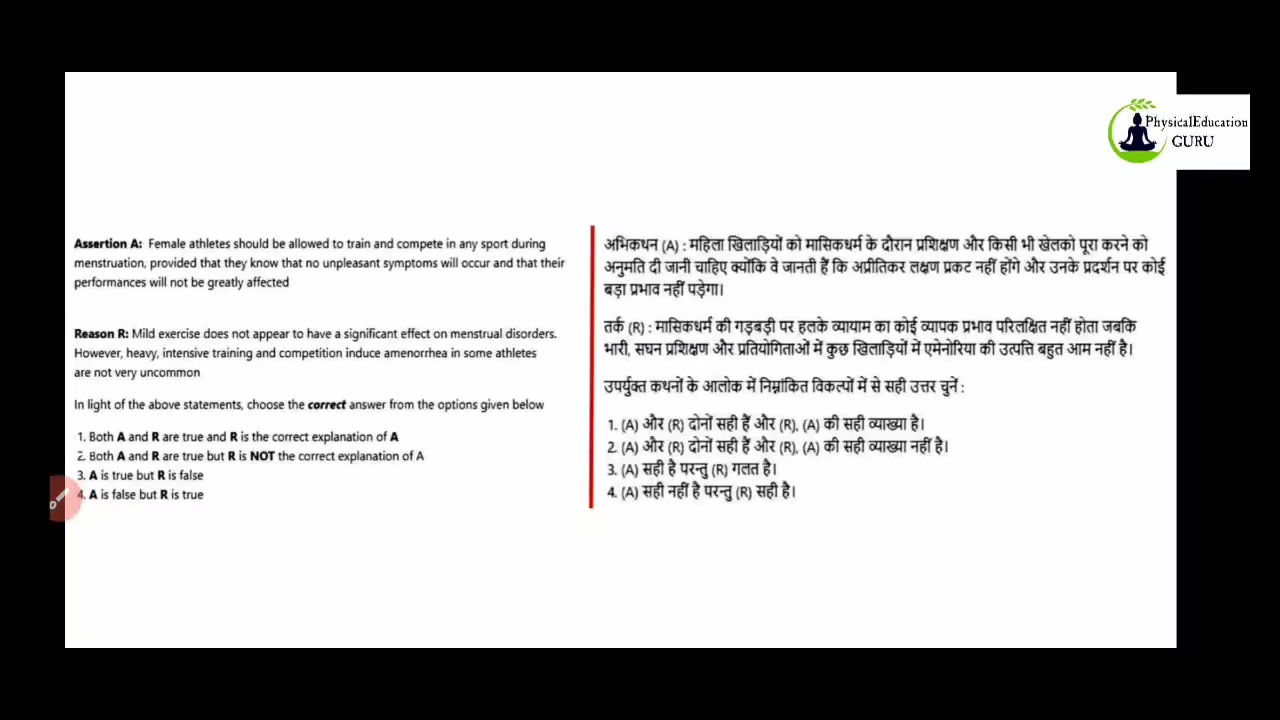 PhysicalEducation
GURU
Assertion A: Female athletes should be allowed to train and compete in any sport during
menstruation, provided that they know that no unpleasant symptoms will occur and that their
performances will not be greatly affected
Reason R: Mild exercise does not appear to have a significant effect on menstrual disorders.
However, heavy, intensive training and competition induce amenorrhea in some athletes
are not very uncommon
In light of the above statements, choose the correct answer from the options given below
1. Both A and R are true and R is the correct explanation of A
2. Both A and R are true but R is NOT the correct explanation of A
3. A is true but R is false
4. A is false but R is true
अभिकथन (A) : महिला खिलाड़ियों को मासिकधर्म के दौरान प्रशिक्षण और किसी भी खेलको पूरा करने को
अनुमति दी जानी चाहिए क्योंकि वे जानती हैं कि अप्रीतिकर लक्षण प्रकट नहीं होंगे और उनके प्रदर्शन पर कोई
बड़ा प्रभाव नहीं पड़ेगा।
तर्क (R) : मासिकधर्म की गड़बड़ी पर हलके व्यायाम का कोई व्यापक प्रभाव परिलक्षित नहीं होता जबकि
भारी, सघन प्रशिक्षण और प्रतियोगिताओं में कुछ खिलाड़ियों में एमेनोरिया की उत्पत्ति बहुत आम नहीं है।
उपर्युक्त कथनों के आलोक में निम्नांकित विकल्पों में से सही उत्तर चुनें :
1. (A) और (R) दोनों सही हैं और (R), (A) की सही व्याख्या है।
2. (A) और (R) दोनों सही हैं और (R), (A) की सही व्याख्या नहीं है।
3. (A) सही है परन्तु (R) गलत है।
4. (A) सही नहीं है परन्तु (R) सही है।